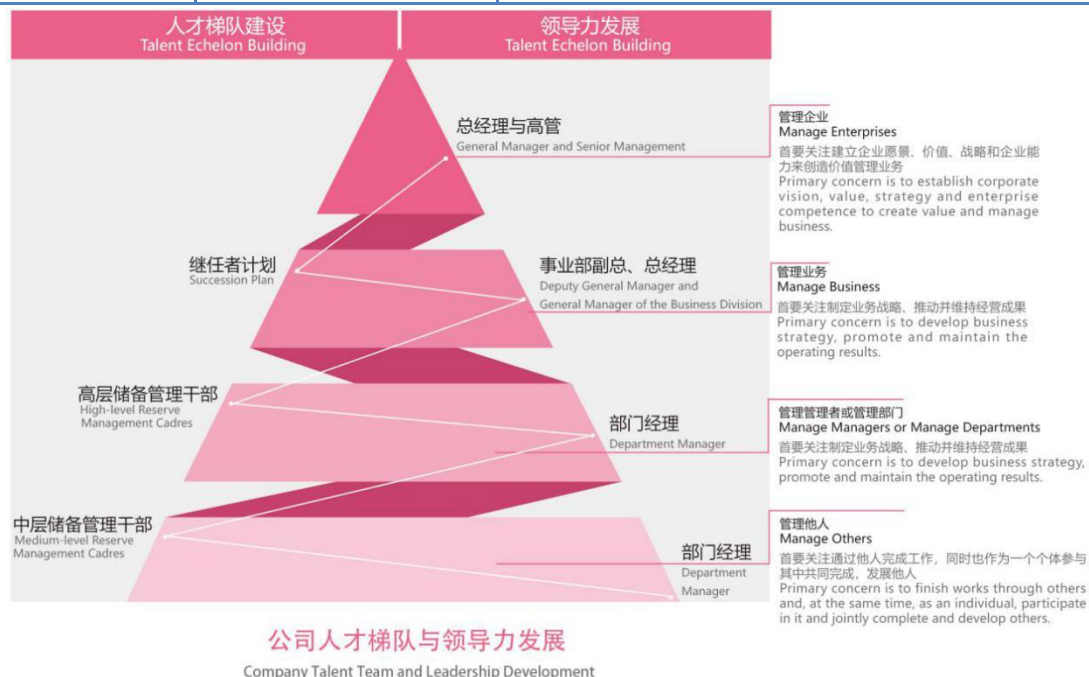 人才梯队建设
Talent Echelon Building
领导力发展
Talent Echelon Building
总经理与高管
General Manager and Senior Management
管理企业
Manage Enterprises
首要关注建立企业愿景、价值、战略和企业能
力来创造价值管理业务
Primary concern is to establish corporate
vision, value, strategy and enterprise
competence to create value and manage
business.
继任者计划
Succession Plan
事业部副总、总经理
Deputy General Manager and
General Manager of the Business Division
管理业务
Manage Business
首要关注制定业务战略、推动并维持经营成果
Primary concern is to develop business
strategy, promote and maintain the
operating results.
高层储备管理干部
High-level Reserve
Management Cadres
部门经理
Department Manager
管理管理者或管理部门
Manage Managers or Manage Departments
首要关注制定业务战略、推动并维持经营成果
Primary concern is to develop business strategy,
promote and maintain the operating results.
中层储备管理干部
Medium-level Reserve
Management Cadres
部门经理
Department
Manager
管理他人
Manage Others
首要关注通过他人完成工作，同时也作为一个个体参与
其中共同完成，发展他人
Primary concern is to finish works through others
and, at the same time, as an individual, participate
in it and jointly complete and develop others.
公司人才梯队与领导力发展
Company Talent Team and Leadership Development